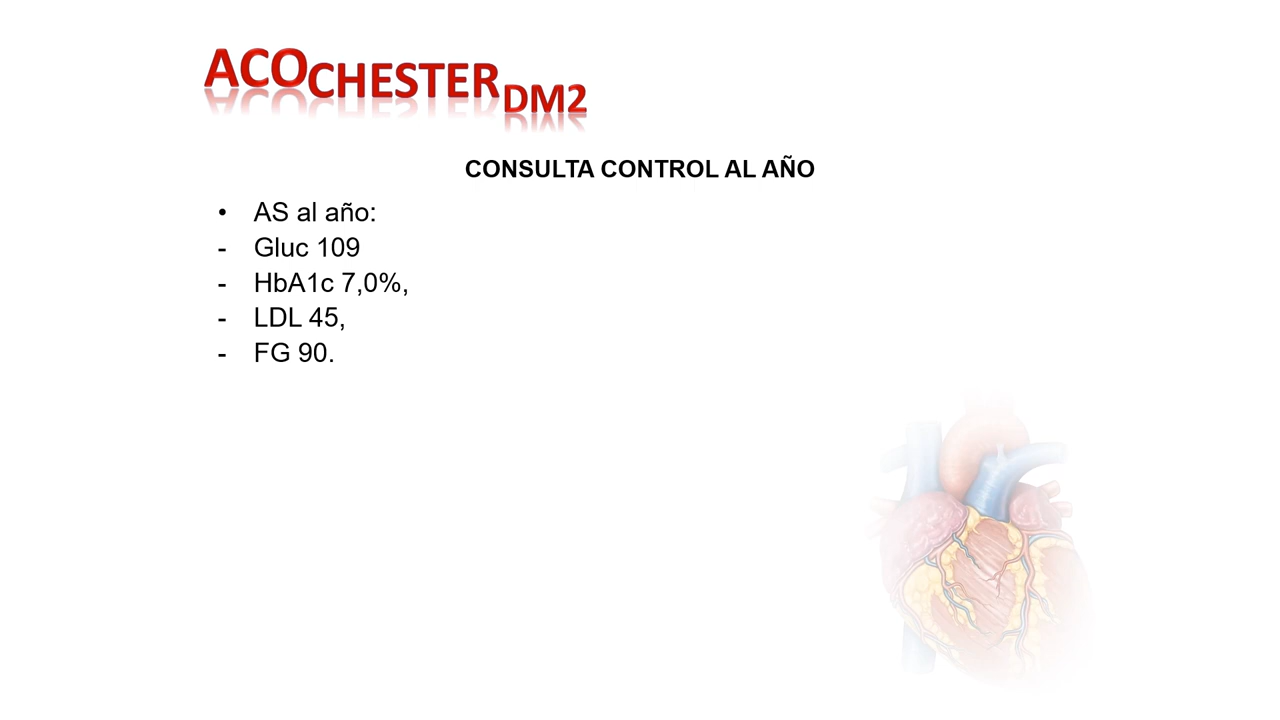 ACOCHESTERDM2
CONSULTA CONTROL AL AÑO
• AS al año:
- Gluc 109
- HbA1c 7,0%,
- LDL 45,
- FG 90.